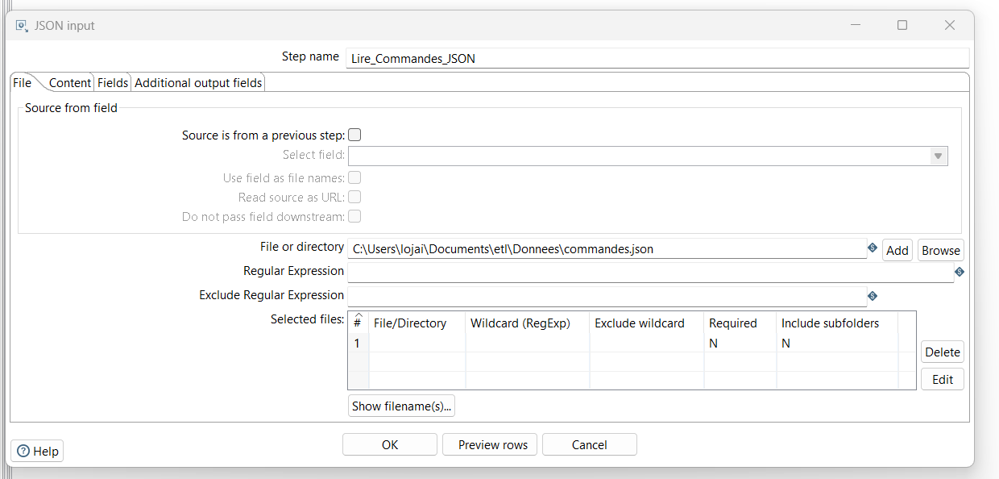 JSON input
Step name Lire_Commandes_JSON
File Content Fields Additional output fields
Source from field
Source is from a previous step:
Select field:
Use field as file names:
Read source as URL:
Do not pass field downstream:
File or directory C:\Users\lojai\Documents\etl\Donnees\commandes.json Add Browse
Regular Expression
Exclude Regular Expression
Selected files: # File/Directory Wildcard (RegExp) Exclude wildcard Required Include subfolders
1 N N
Delete
Edit
Show filename(s)...
OK Preview rows Cancel
Help